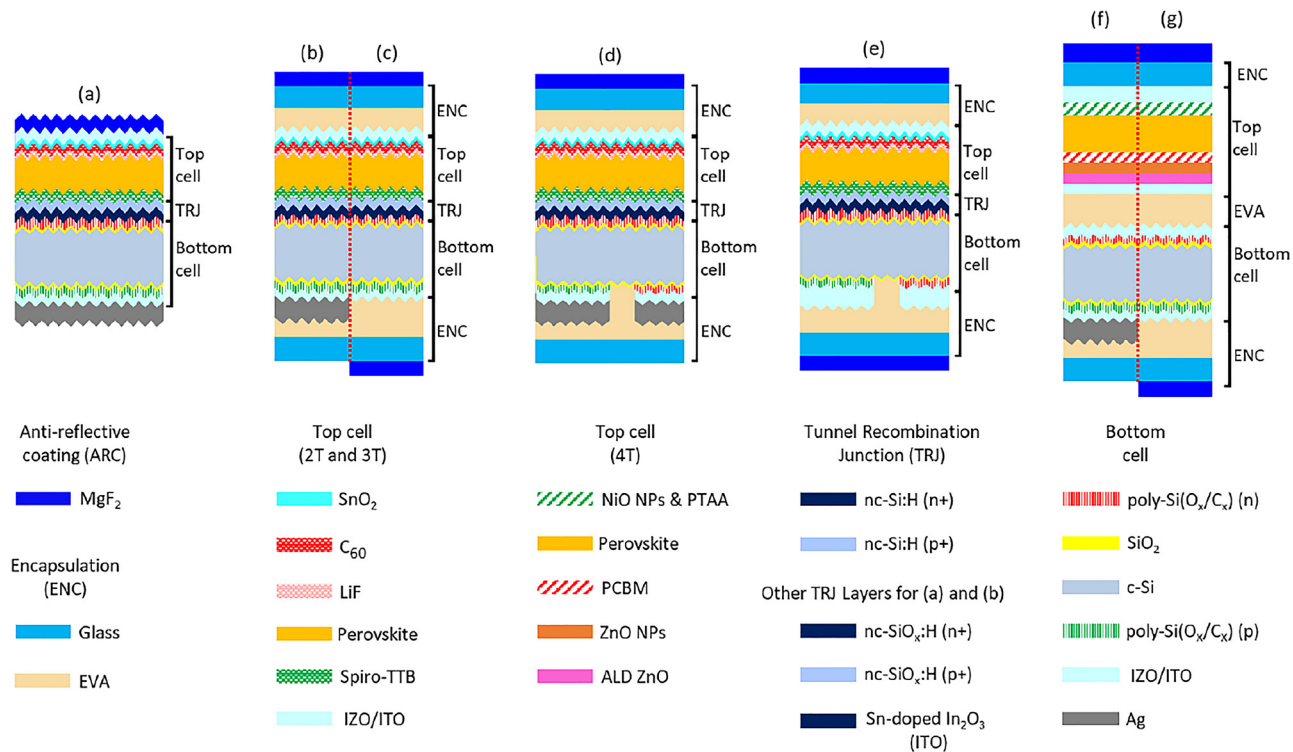 (a)
Top
cell
TRJ
Bottom
cell
(b)
(c)
ENC
Top
cell
TRJ
Bottom
cell
ENC
(d)
ENC
Top
cell
TRJ
Bottom
cell
ENC
(e)
ENC
Top
cell
TRJ
Bottom
cell
ENC
(f)
(g)
ENC
Top
cell
EVA
Bottom
cell
ENC
Anti-reflective
coating (ARC)
MgF₂
Encapsulation
(ENC)
Glass
EVA
Top cell
(2T and 3T)
SnO₂
C₆₀
LiF
Perovskite
Spiro-TTB
IZO/ITO
Top cell
(4T)
NiO NPs & PTAA
Perovskite
PCBM
ZnO NPs
ALD ZnO
Tunnel Recombination
Junction (TRJ)
nc-Si:H (n+)
nc-Si:H (p+)
Other TRJ Layers for (a) and (b)
nc-SiOₓ:H (n+)
nc-SiOₓ:H (p+)
Sn-doped In₂O₃
(ITO)
Bottom
cell
poly-Si(Oₓ/Cₓ) (n)
SiO₂
c-Si
poly-Si(Oₓ/Cₓ) (p)
IZO/ITO
Ag